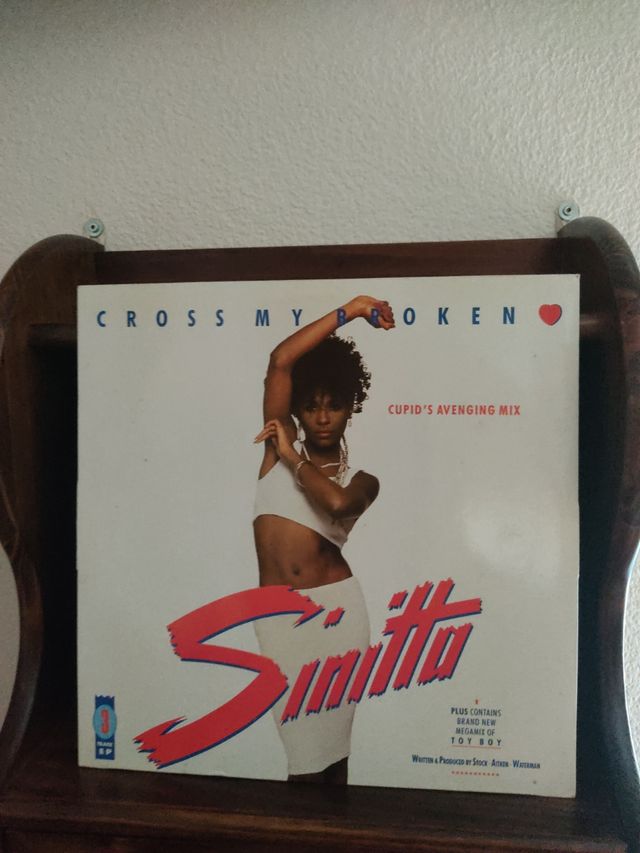 CROSS MY BROKEN
CUPID'S AVENGING MIX
Sinitta
3
TRACK
EP
PLUS CONTAINS
BRAND NEW
MEGAMIX OF
TOY BOY
WRITTEN & PRODUCED BY STOCK · AITKEN · WATERMAN